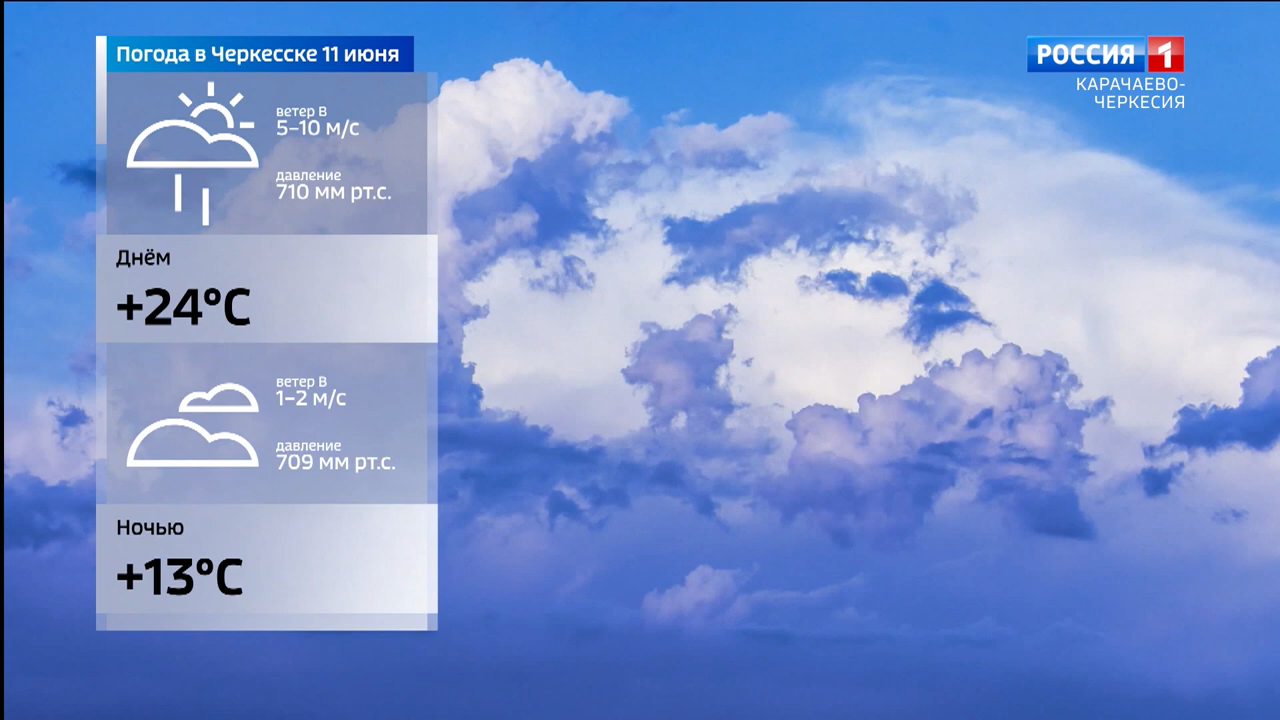 Погода в Черкесске 11 июня
ветер В
5–10 м/с
давление
710 мм рт.с.
Днём
+24°C
ветер В
1–2 м/с
давление
709 мм рт.с.
Ночью
+13°C
РОССИЯ 1
КАРАЧАЕВО-
ЧЕРКЕСИЯ